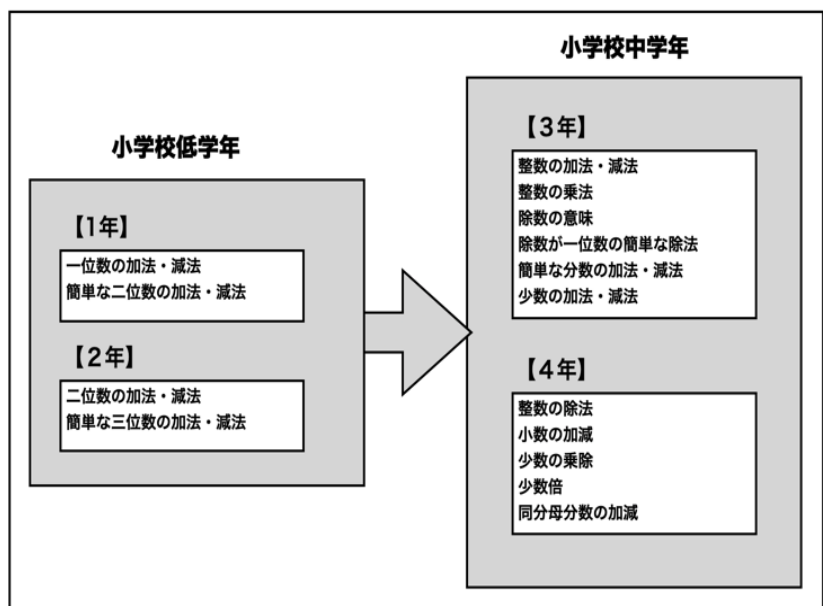 小学校低学年
【1年】
一位数の加法・減法
簡単な二位数の加法・減法
【2年】
二位数の加法・減法
簡単な三位数の加法・減法
小学校中学年
【3年】
整数の加法・減法
整数の乗法
除数の意味
除数が一位数の簡単な除法
簡単な分数の加法・減法
少数の加法・減法
【4年】
整数の除法
小数の加減
少数の乗除
少数倍
同分母分数の加減